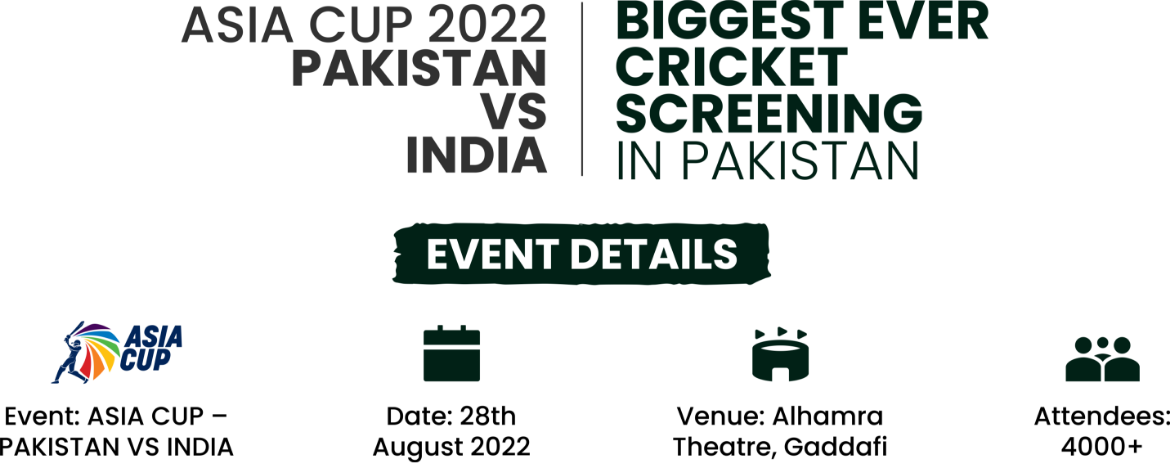 ASIA CUP 2022
PAKISTAN
VS
INDIA
BIGGEST EVER
CRICKET
SCREENING
IN PAKISTAN
EVENT DETAILS
ASIA
CUP
Event: ASIA CUP –
PAKISTAN VS INDIA
Date: 28th
August 2022
Venue: Alhamra
Theatre, Gaddafi
Attendees:
4000+